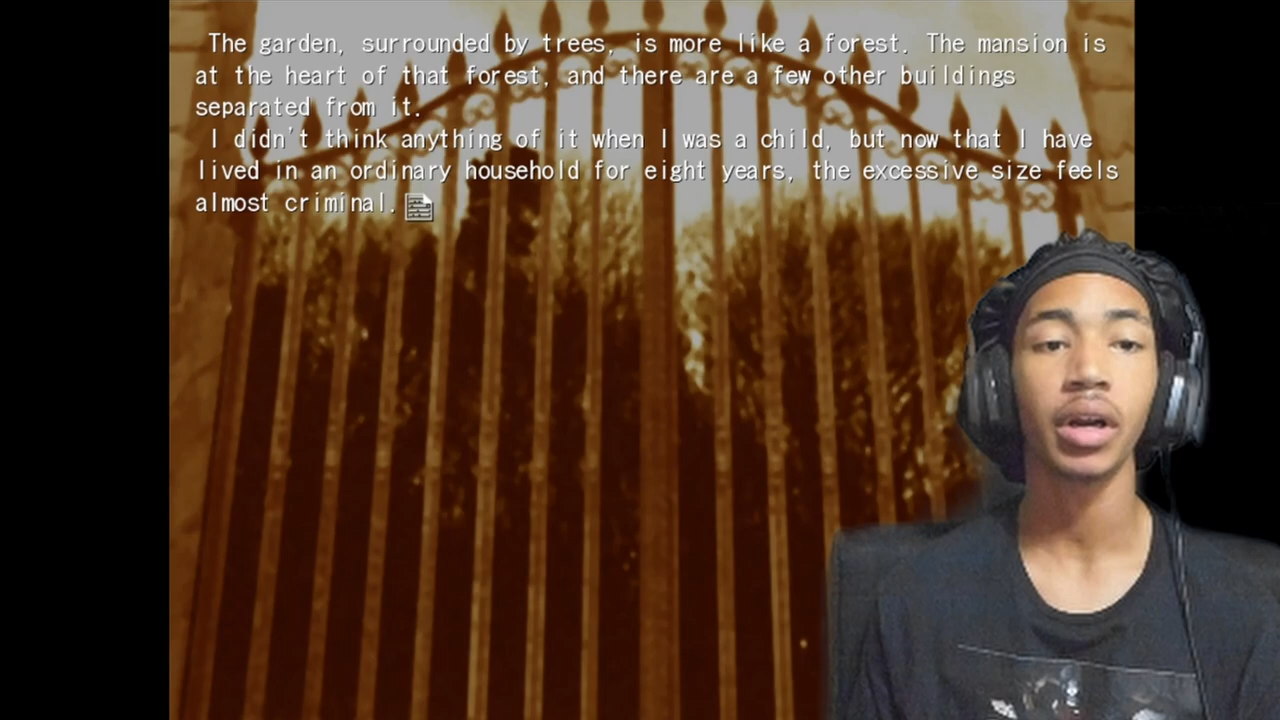 The garden, surrounded by trees, is more like a forest. The mansion is
at the heart of that forest, and there are a few other buildings
separated from it.
I didn't think anything of it when I was a child, but now that I have
lived in an ordinary household for eight years, the excessive size feels
almost criminal.